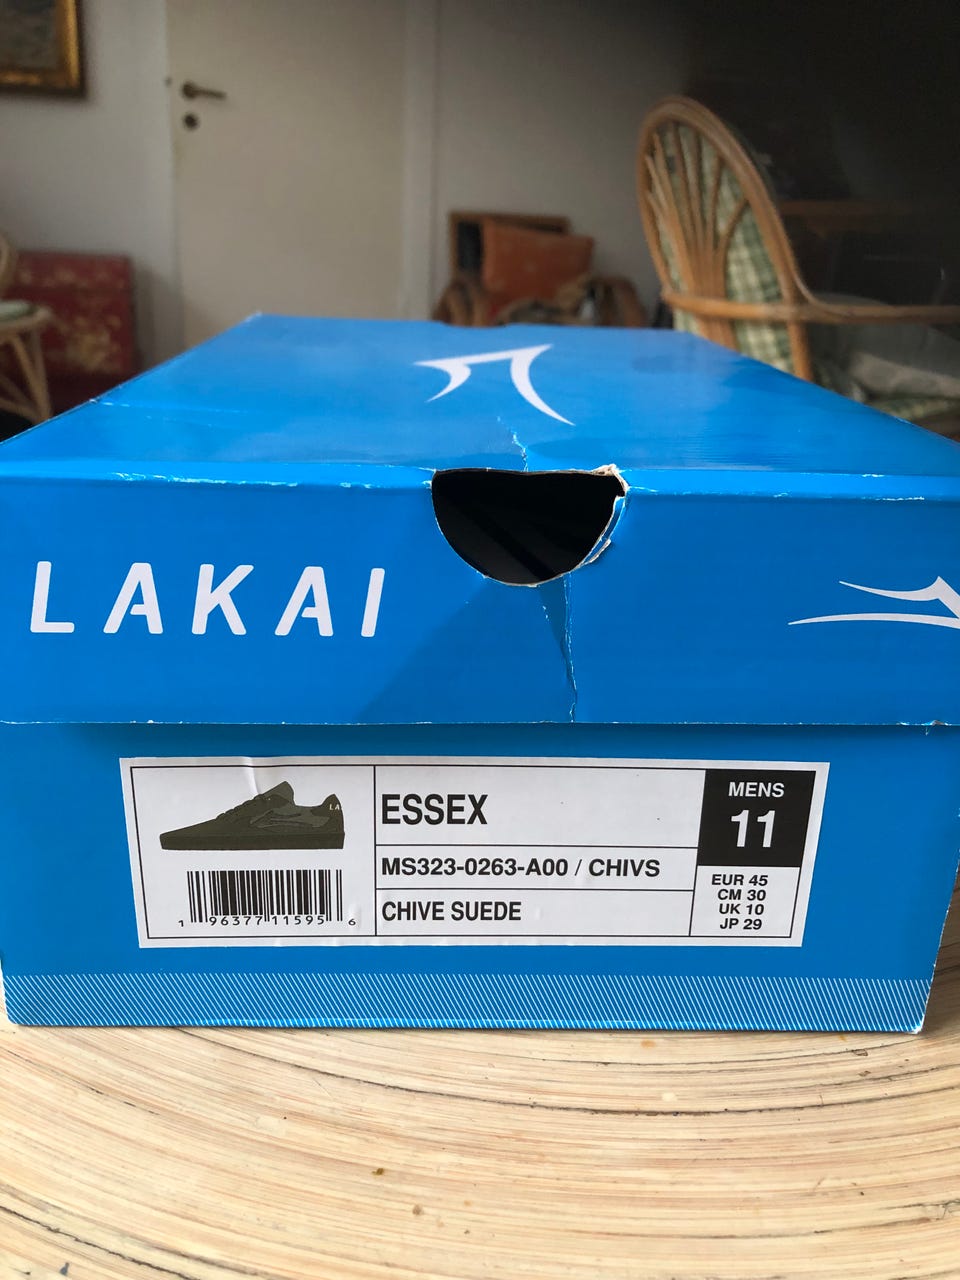 LAKAI
LA
ESSEX
MS323-0263-A00 / CHIVS
CHIVE SUEDE
MENS
11
EUR 45
CM 30
UK 10
JP 29
1 96377 11595 6